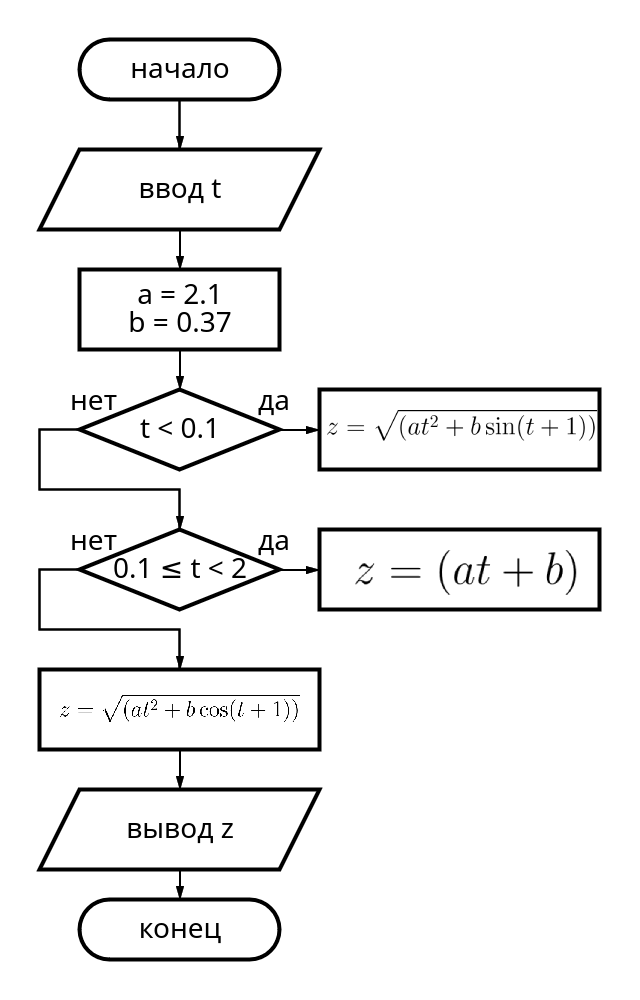 начало
ввод t
a = 2.1
b = 0.37
нет
да
t < 0.1
z = √(at² + b sin(t + 1))
нет
да
0.1 ≤ t < 2
z = (at + b)
z = √(at² + b cos(t + 1))
вывод z
конец